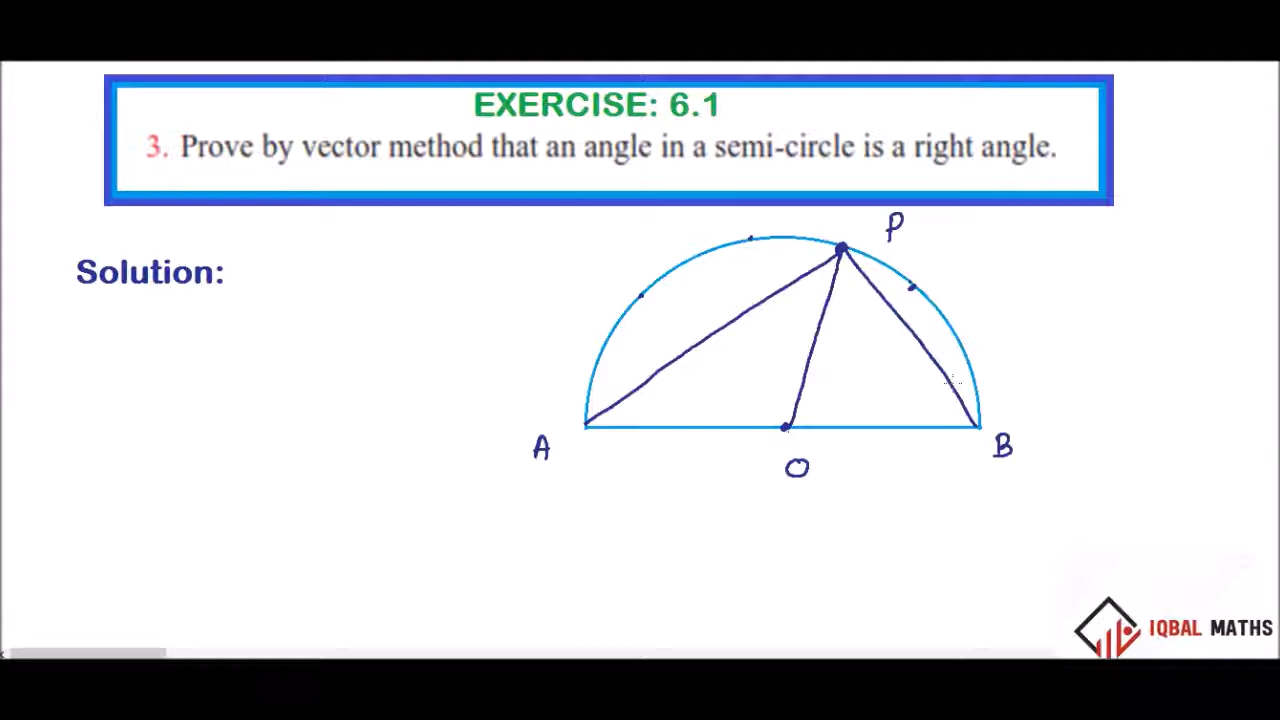 EXERCISE: 6.1
3. Prove by vector method that an angle in a semi-circle is a right angle.
P
Solution:
A
B
O
IQBAL MATHS